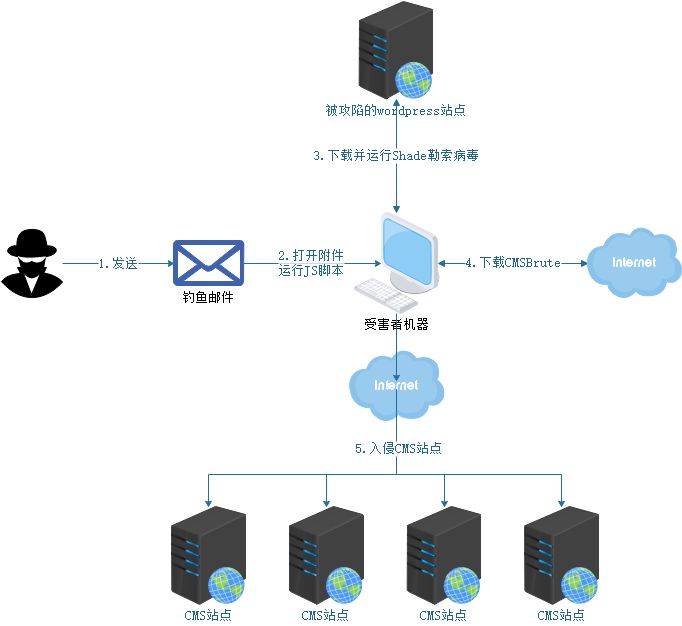 被攻陷的wordpress站点
3.下载并运行Shade勒索病毒
1.发送
2.打开附件
运行JS脚本
4.下载CMSBrute
Internet
钓鱼邮件
受害者机器
Internet
5.入侵CMS站点
CMS站点
CMS站点
CMS站点
CMS站点